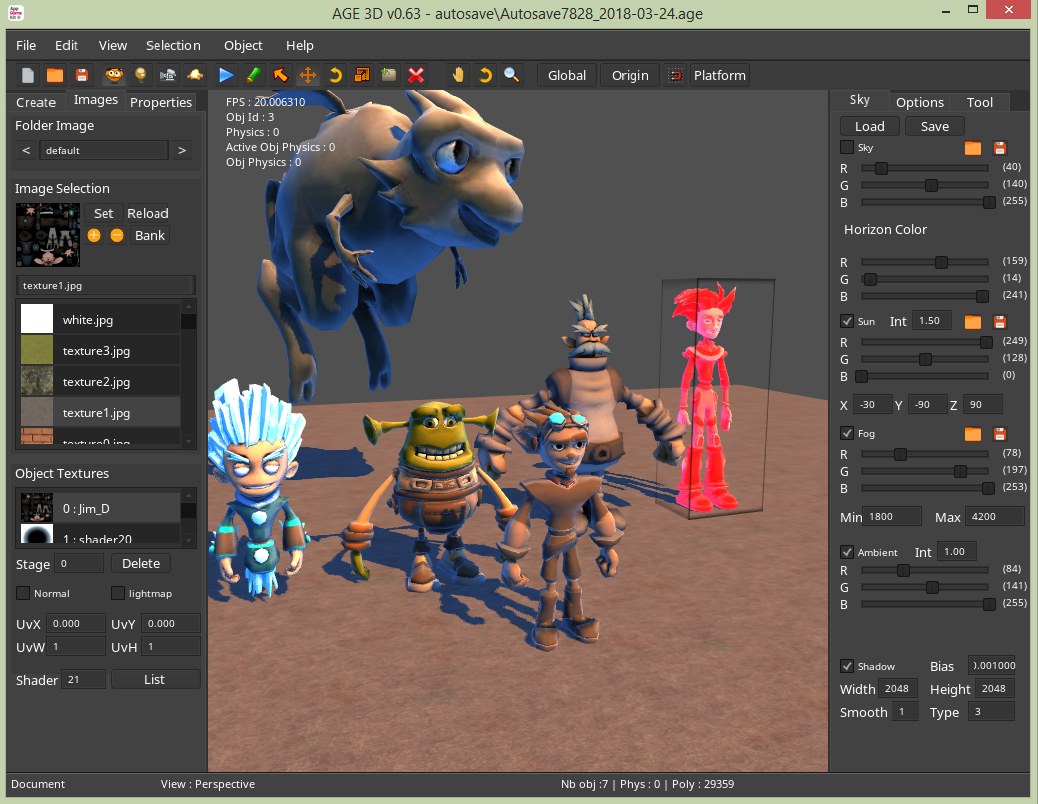 AGE 3D v0.63 - autosave\Autosave7828_2018-03-24.age
File Edit View Selection Object Help
Global Origin Platform
Create Images Properties
Folder Image
< default >
Image Selection
Set Reload
Bank
texture1.jpg
white.jpg
texture3.jpg
texture2.jpg
texture1.jpg
texture0.jpg
Object Textures
0 : Jim_D
1 : shader20
Stage 0 Delete
Normal lightmap
UvX 0.000 UvY 0.000
UvW 1 UvH 1
Shader 21 List
FPS : 20.006310
Obj Id : 3
Physics : 0
Active Obj Physics : 0
Obj Physics : 0
Sky Options Tool
Load Save
Sky
R (40)
G (140)
B (255)
Horizon Color
R (159)
G (14)
B (241)
Sun Int 1.50
R (249)
G (128)
B (0)
X -30 Y -90 Z 90
Fog
R (78)
G (197)
B (253)
Min 1800 Max 4200
Ambient Int 1.00
R (84)
G (141)
B (255)
Shadow Bias 0.001000
Width 2048 Height 2048
Smooth 1 Type 3
Document View : Perspective Nb obj :7 | Phys : 0 | Poly : 29359